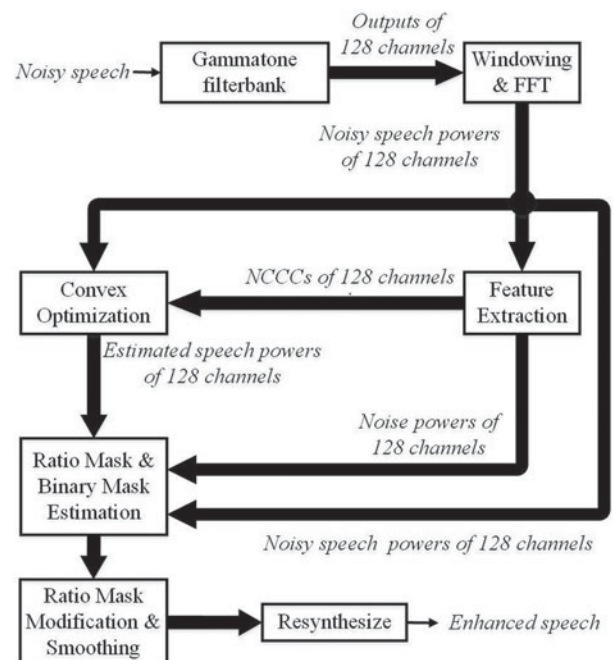 Outputs of
128 channels
Noisy speech
Gammatone
filterbank
Windowing
& FFT
Noisy speech powers
of 128 channels
NCCCs of 128 channels
Convex
Optimization
Feature
Extraction
Estimated speech powers
of 128 channels
Noise powers of
128 channels
Ratio Mask &
Binary Mask
Estimation
Noisy speech powers of 128 channels
Ratio Mask
Modification &
Smoothing
Resynthesize
Enhanced speech